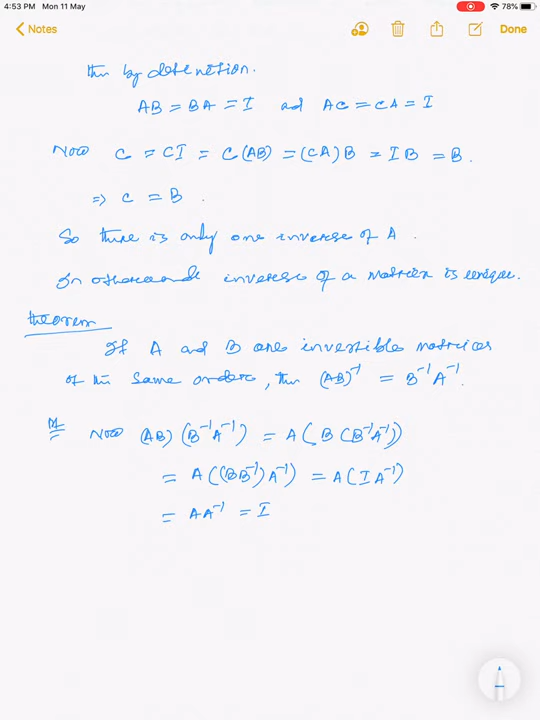 4:53 PM Mon 11 May 78%
Notes Done
then by definition.
AB = BA = I and AC = CA = I
Now C = CI = C(AB) = (CA)B = IB = B.
⇒ C = B.
So there is only one inverse of A.
In otherwords inverse of a matrix is unique.
Theorem
If A and B are invertible matrices
of the same order, then (AB)⁻¹ = B⁻¹A⁻¹.
Now (AB)(B⁻¹A⁻¹) = A(B(B⁻¹A⁻¹))
= A((BB⁻¹)A⁻¹) = A(IA⁻¹)
= AA⁻¹ = I